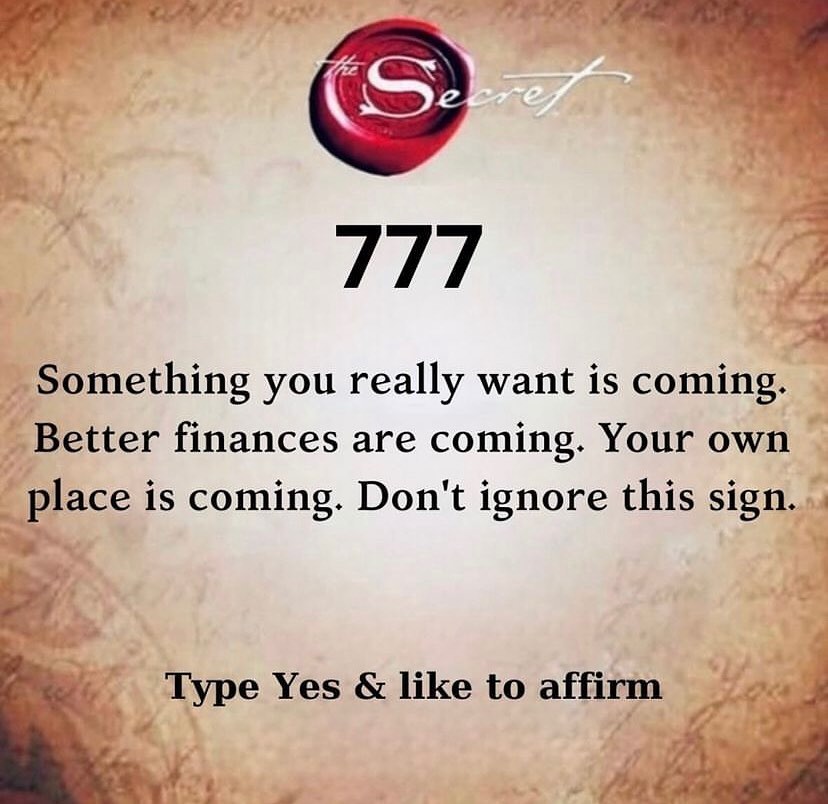 the Secret
777
Something you really want is coming.
Better finances are coming. Your own
place is coming. Don't ignore this sign.
Type Yes & like to affirm